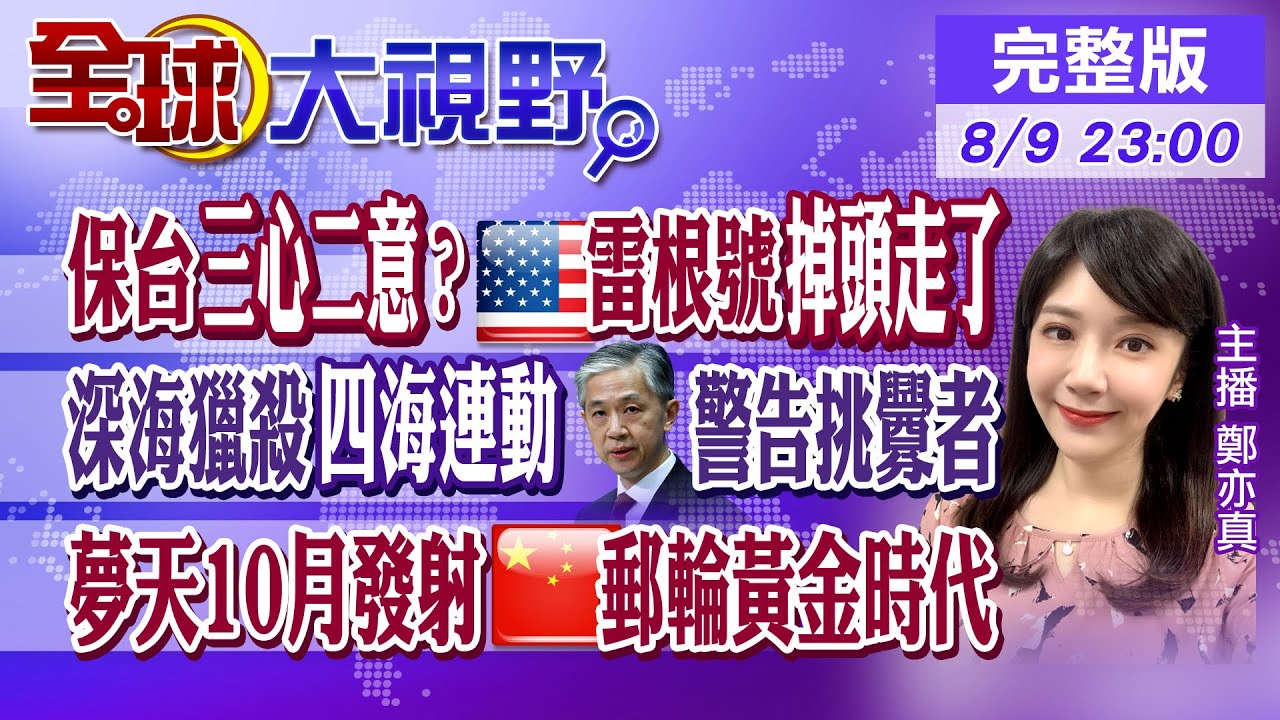 全球大視野
完整版
8/9 23:00
保台三心二意？雷根號掉頭走了
深海獵殺四海連動 警告挑釁者
夢天10月發射 郵輪黃金時代
主播 鄭亦真